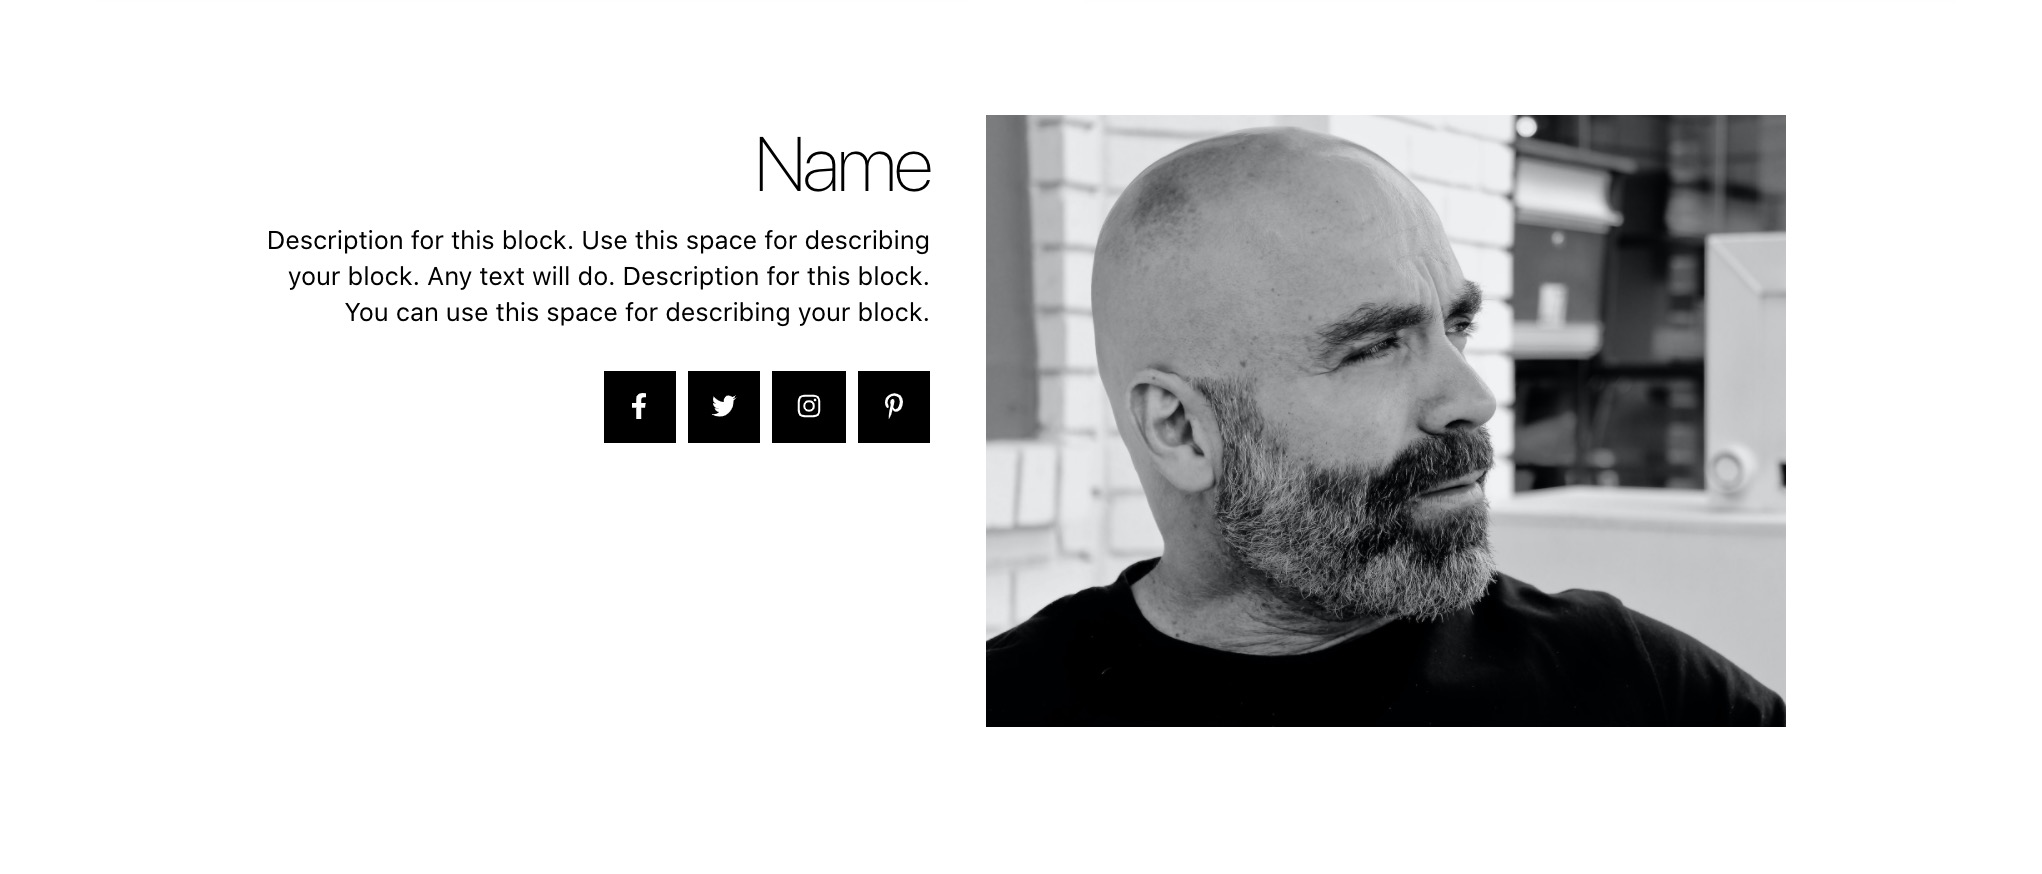 Name
Description for this block. Use this space for describing
your block. Any text will do. Description for this block.
You can use this space for describing your block.